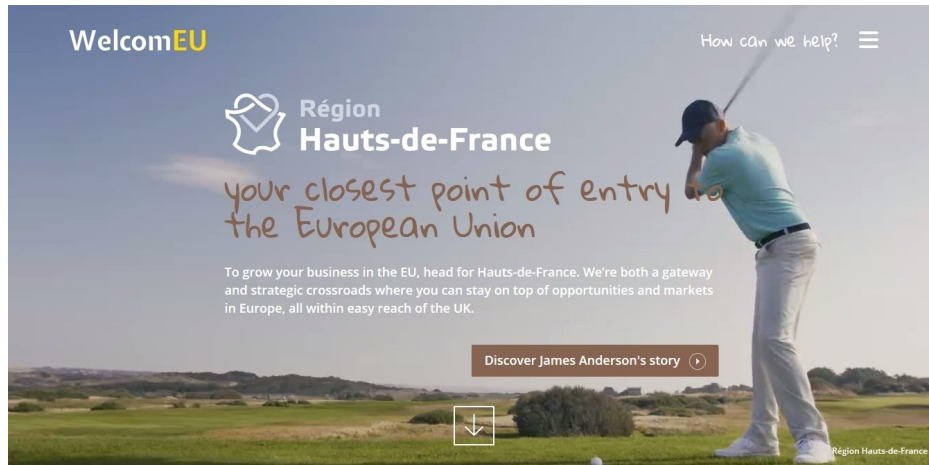 WelcomEU
How can we help?
Région
Hauts-de-France
your closest point of entry to
the European Union
To grow your business in the EU, head for Hauts-de-France. We're both a gateway
and strategic crossroads where you can stay on top of opportunities and markets
in Europe, all within easy reach of the UK.
Discover James Anderson's story
Région Hauts-de-France